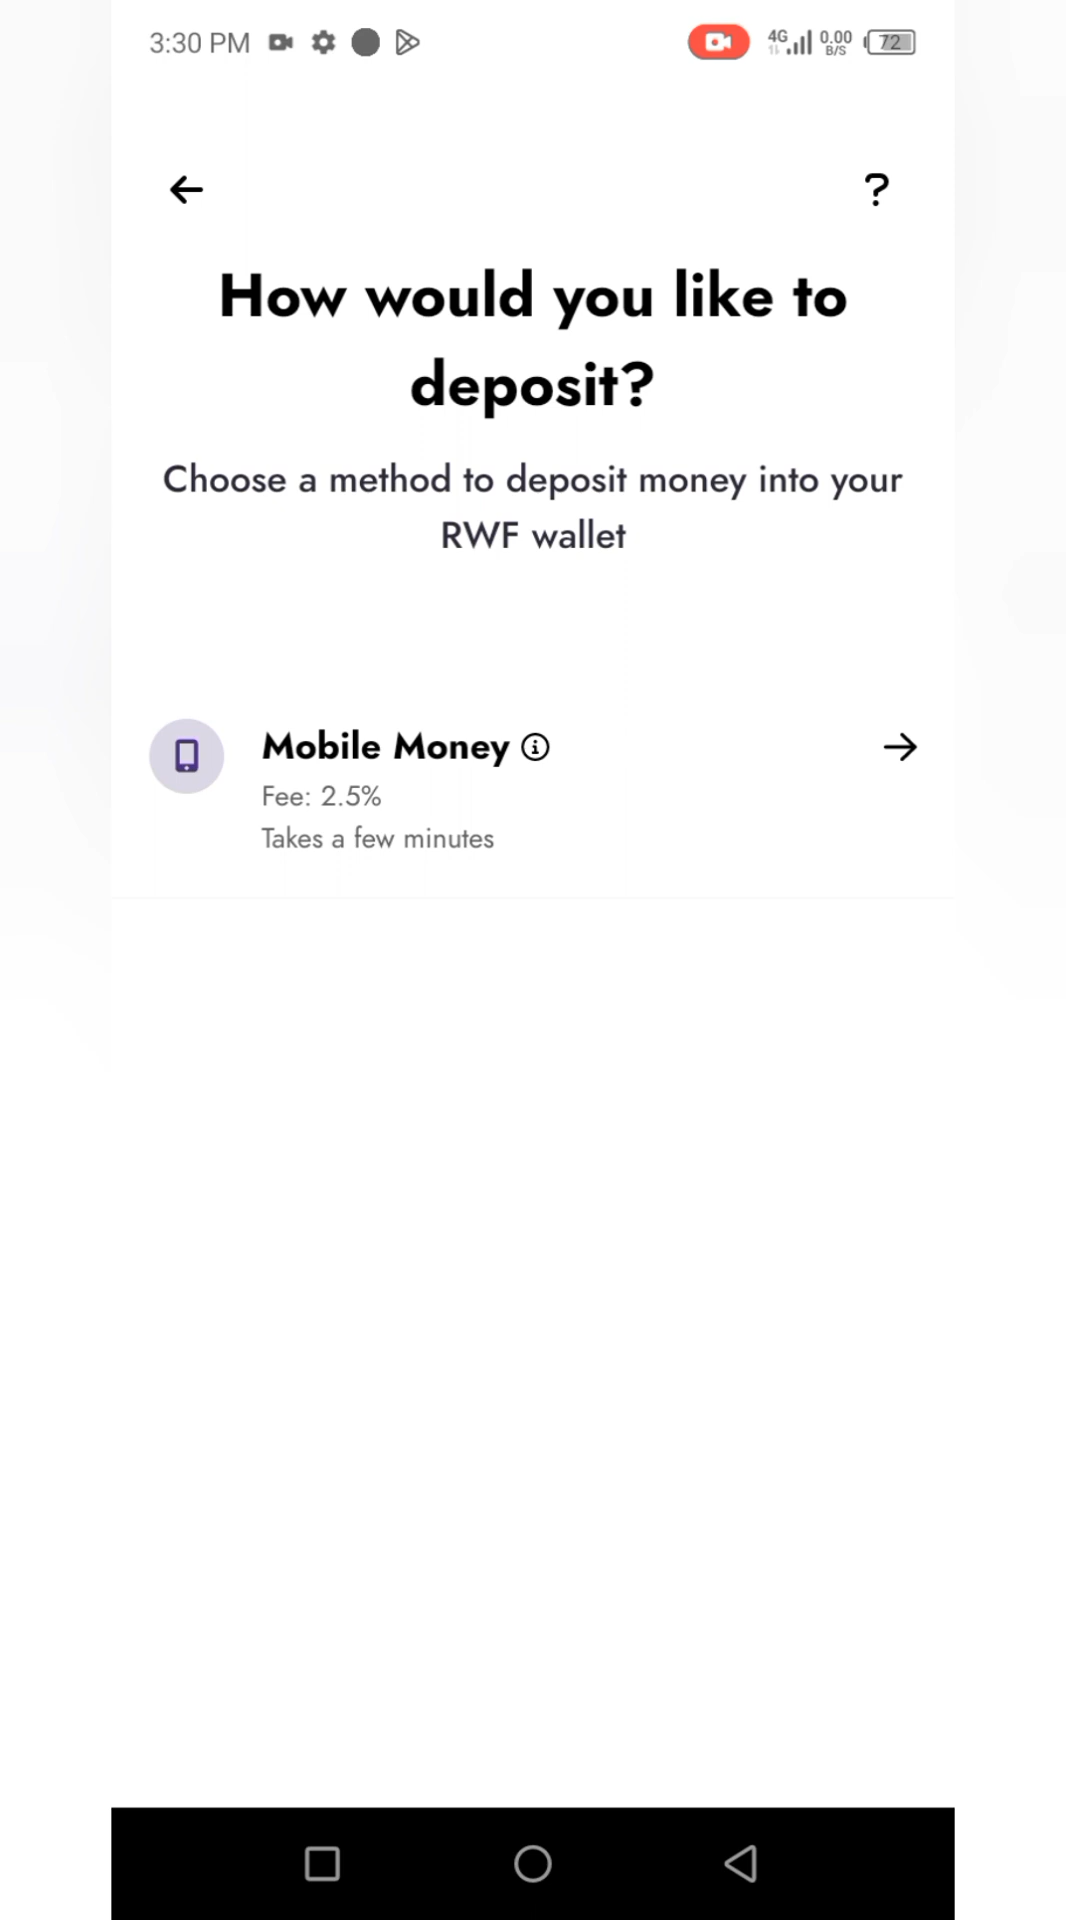 3:30 PM
4G
0.00
B/S
72
?
How would you like to
deposit?
Choose a method to deposit money into your
RWF wallet
Mobile Money
Fee: 2.5%
Takes a few minutes